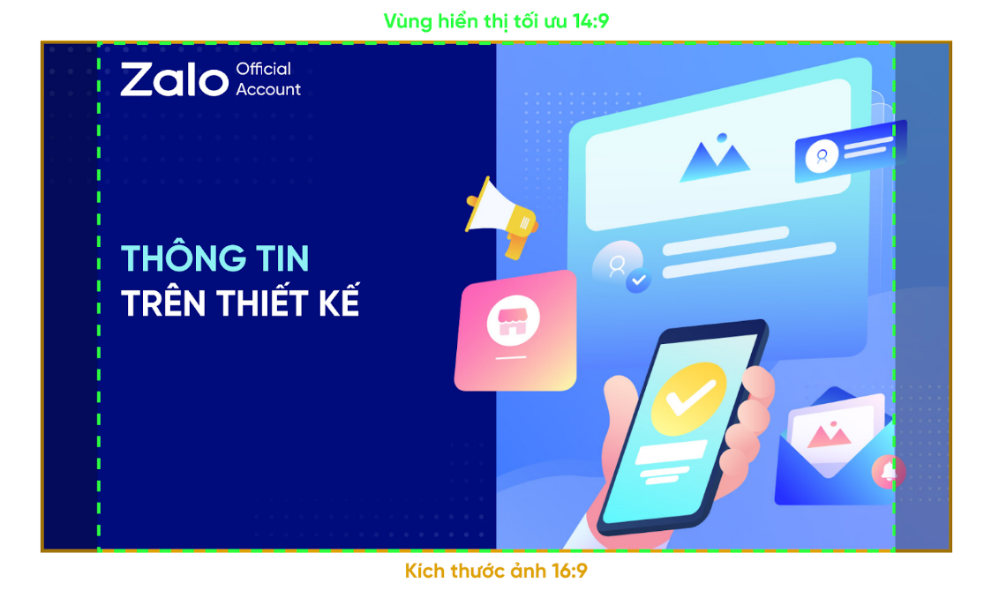 Vùng hiển thị tối ưu 14:9
Zalo Official
Account
THÔNG TIN
TRÊN THIẾT KẾ
Kích thước ảnh 16:9